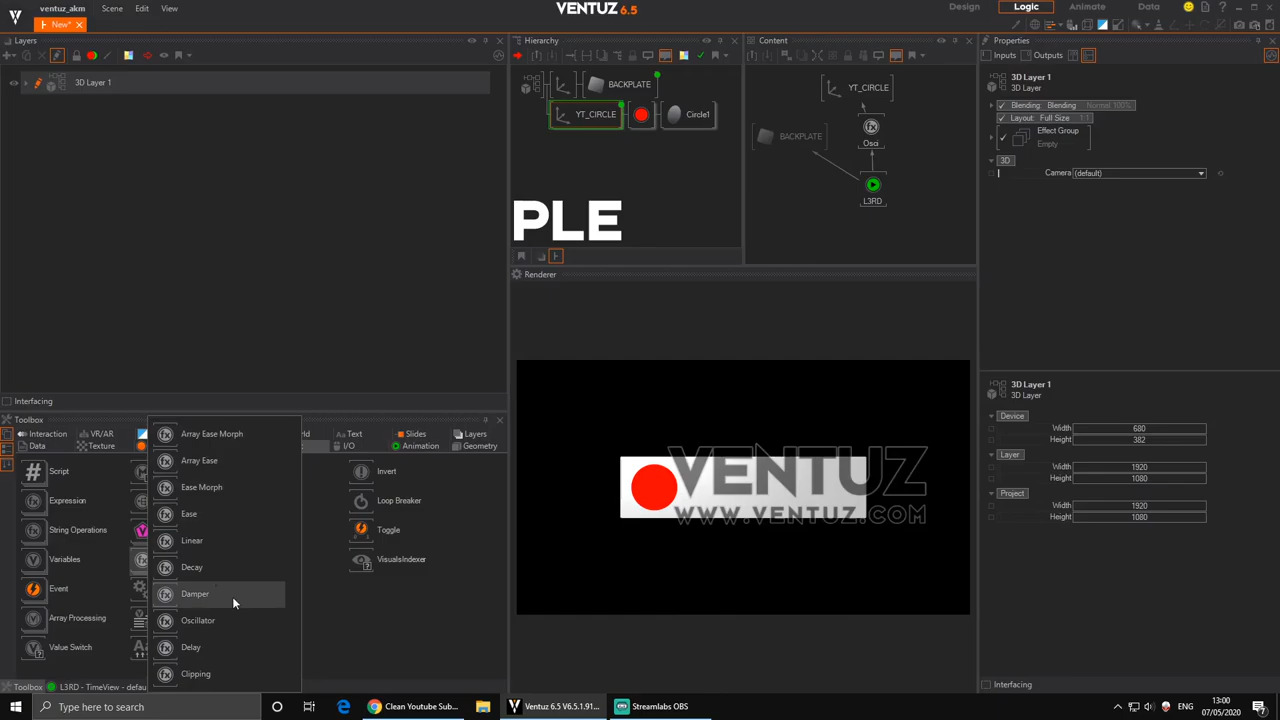 ventuz_akm Scene Edit View
VENTUZ 6.5
Design Logic Animate Data
New*
Layers
3D Layer 1
Interfacing
Hierarchy
BACKPLATE
YT_CIRCLE
Circle1
PLE
Content
YT_CIRCLE
BACKPLATE
Osci
L3RD
Renderer
VENTUZ
WWW.VENTUZ.COM
Properties
Inputs Outputs
3D Layer 1
3D Layer
Blending: Blending Normal 100%
Layout: Full Size 1:1
Effect Group
Empty
3D
Camera (default)
3D Layer 1
3D Layer
Device
Width 680
Height 382
Layer
Width 1920
Height 1080
Project
Width 1920
Height 1080
Interfacing
Toolbox
Interaction VR/AR Text Slides Layers
Data Texture I/O Animation Geometry
Script
Expression
String Operations
Variables
Event
Array Processing
Value Switch
Array Ease Morph
Array Ease
Ease Morph
Ease
Linear
Decay
Damper
Oscillator
Delay
Clipping
Invert
Loop Breaker
Toggle
VisualsIndexer
Toolbox L3RD - TimeView - defau
Type here to search
Clean Youtube Sub...
Ventuz 6.5 V6.5.1.91...
Streamlabs OBS
ENG
13:00
07/05/2020